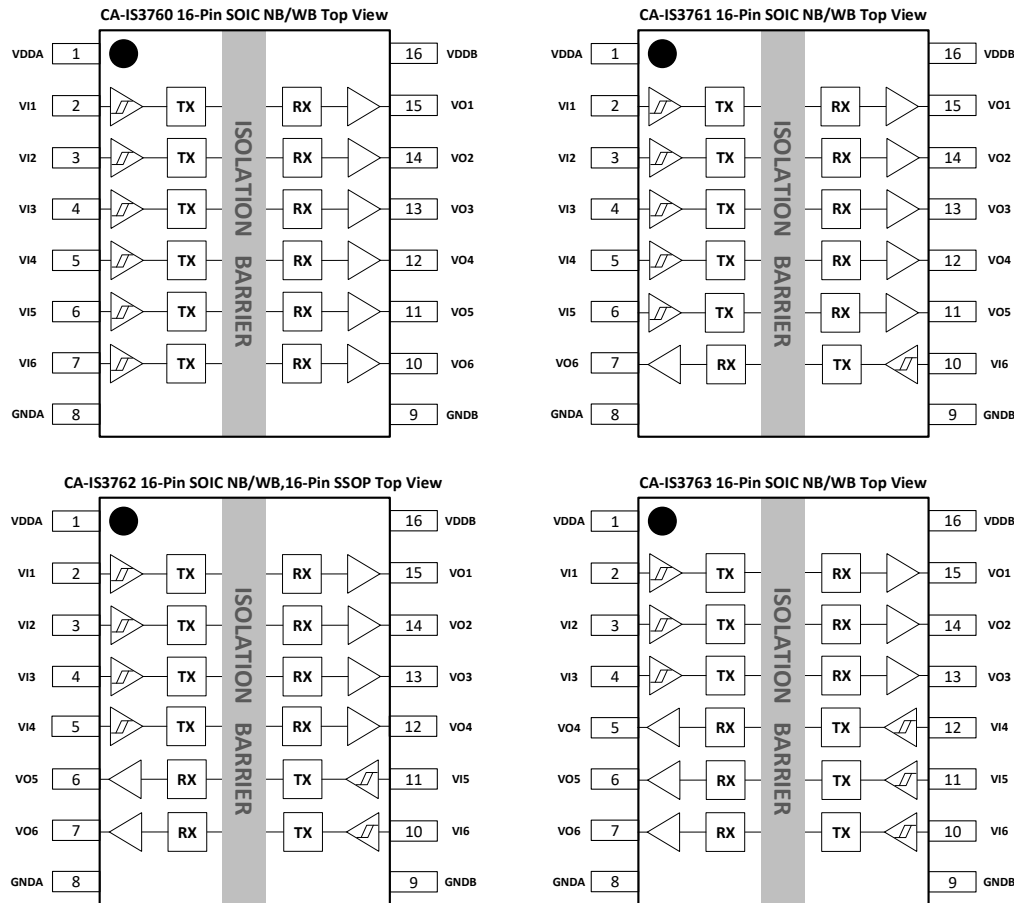 CA-IS3760 16-Pin SOIC NB/WB Top View
VDDA 1 16 VDDB
VI1 2 TX RX 15 VO1
VI2 3 TX RX 14 VO2
VI3 4 TX RX 13 VO3
VI4 5 TX RX 12 VO4
VI5 6 TX RX 11 VO5
VI6 7 TX RX 10 VO6
GNDA 8 9 GNDB
ISOLATION BARRIER
CA-IS3761 16-Pin SOIC NB/WB Top View
VDDA 1 16 VDDB
VI1 2 TX RX 15 VO1
VI2 3 TX RX 14 VO2
VI3 4 TX RX 13 VO3
VI4 5 TX RX 12 VO4
VI5 6 TX RX 11 VO5
VO6 7 RX TX 10 VI6
GNDA 8 9 GNDB
ISOLATION BARRIER
CA-IS3762 16-Pin SOIC NB/WB,16-Pin SSOP Top View
VDDA 1 16 VDDB
VI1 2 TX RX 15 VO1
VI2 3 TX RX 14 VO2
VI3 4 TX RX 13 VO3
VI4 5 TX RX 12 VO4
VO5 6 RX TX 11 VI5
VO6 7 RX TX 10 VI6
GNDA 8 9 GNDB
ISOLATION BARRIER
CA-IS3763 16-Pin SOIC NB/WB Top View
VDDA 1 16 VDDB
VI1 2 TX RX 15 VO1
VI2 3 TX RX 14 VO2
VI3 4 TX RX 13 VO3
VO4 5 RX TX 12 VI4
VO5 6 RX TX 11 VI5
VO6 7 RX TX 10 VI6
GNDA 8 9 GNDB
ISOLATION BARRIER